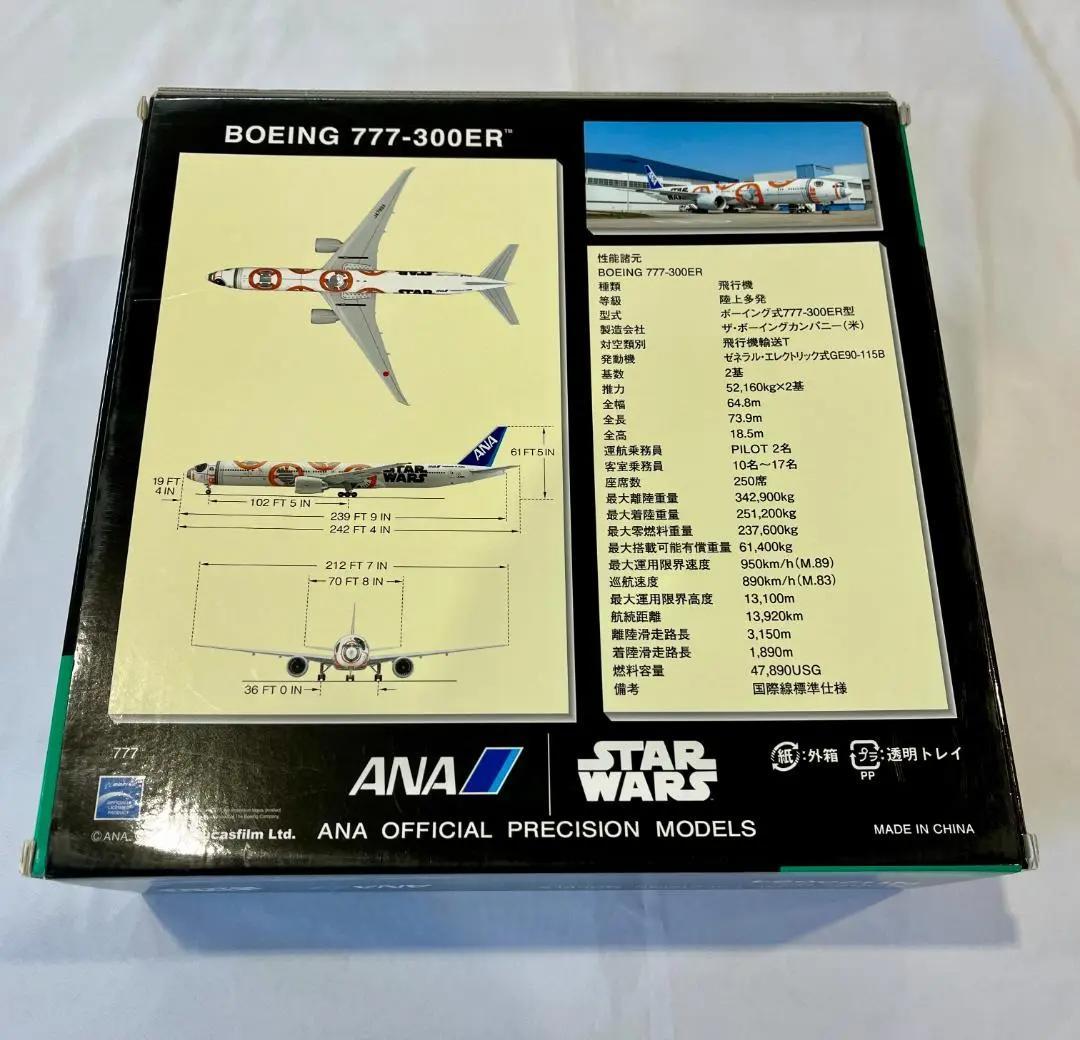 BOEING 777-300ER™
STAR
WARS
STAR WARS
ANA
STAR
WARS
61 FT 5 IN
19 FT
4 IN
102 FT 5 IN
239 FT 9 IN
242 FT 4 IN
212 FT 7 IN
70 FT 8 IN
36 FT 0 IN
性能諸元
BOEING 777-300ER
種類 飛行機
等級 陸上多発
型式 ボーイング式777-300ER型
製造会社 ザ・ボーイングカンパニー(米)
対空類別 飛行機輸送T
発動機 ゼネラル・エレクトリック式GE90-115B
基数 2基
推力 52,160kg×2基
全幅 64.8m
全長 73.9m
全高 18.5m
運航乗務員 PILOT 2名
客室乗務員 10名～17名
座席数 250席
最大離陸重量 342,900kg
最大着陸重量 251,200kg
最大零燃料重量 237,600kg
最大搭載可能有償重量 61,400kg
最大運用限界速度 950km/h(M.89)
巡航速度 890km/h(M.83)
最大運用限界高度 13,100m
航続距離 13,920km
離陸滑走路長 3,150m
着陸滑走路長 1,890m
燃料容量 47,890USG
備考 国際線標準仕様
777
OFFICIAL
LICENSED
PRODUCT
ANA
STAR
WARS
紙:外箱 プラ:透明トレイ
PP
©ANA
Lucasfilm Ltd.
ANA OFFICIAL PRECISION MODELS
MADE IN CHINA
ANA